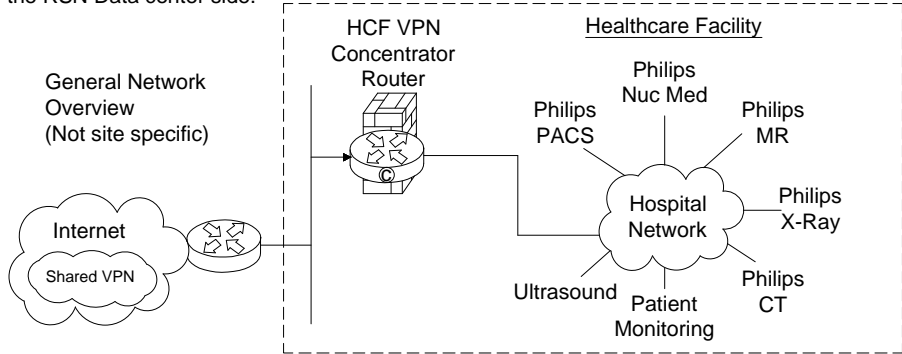 the RSN Data center side.
General Network
Overview
(Not site specific)
Internet
Shared VPN
HCF VPN
Concentrator
Router
C
Healthcare Facility
Philips
Nuc Med
Philips
PACS
Philips
MR
Hospital
Network
Philips
X-Ray
Ultrasound
Patient
Monitoring
Philips
CT